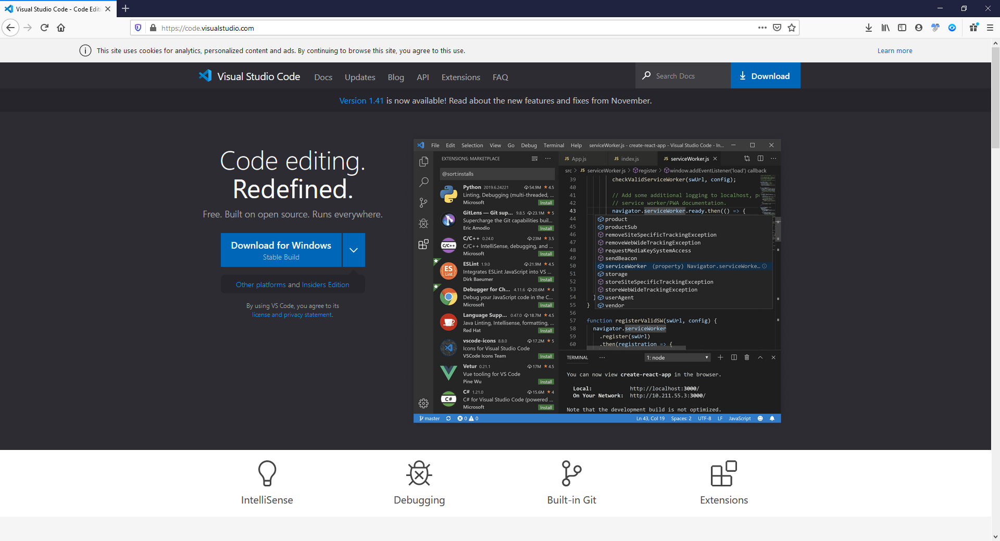 Visual Studio Code - Code Editi
https://code.visualstudio.com
This site uses cookies for analytics, personalized content and ads. By continuing to browse this site, you agree to this use.
Learn more
Visual Studio Code
Docs
Updates
Blog
API
Extensions
FAQ
Search Docs
Download
Version 1.41 is now available! Read about the new features and fixes from November.
Code editing.
Redefined.
Free. Built on open source. Runs everywhere.
Download for Windows
Stable Build
Other platforms and Insiders Edition
By using VS Code, you agree to its
license and privacy statement.
File Edit Selection View Go Debug Terminal Help serviceWorker.js - create-react-app - Visual Studio Code - In...
EXTENSIONS: MARKETPLACE
@sort:installs
Python 2019.6.24221 54.9M 4.5
Linting, Debugging (multi-threaded, ...
Microsoft Install
GitLens — Git sup... 9.8.5 23.1M 5
Supercharge the Git capabilities buil...
Eric Amodio Install
C/C++
C/C++ 0.24.0 23M 3.5
C/C++ IntelliSense, debugging, and ...
Microsoft Install
ES
Lint
ESLint 1.9.0 21.9M 4.5
Integrates ESLint JavaScript into VS ...
Dirk Baeumer Install
Debugger for Ch... 4.11.6 20.6M 4
Debug your JavaScript code in the C...
Microsoft Install
Language Supp... 0.47.0 18.7M 4.5
Java Linting, Intellisense, formatting, ...
Red Hat Install
vscode-icons 8.8.0 17.2M 5
Icons for Visual Studio Code
VSCode Icons Team Install
Vetur 0.21.1 17M 4.5
Vue tooling for VS Code
Pine Wu Install
C#
C# 1.21.0 15.6M 4
C# for Visual Studio Code (powered ...
Microsoft Install
JS App.js
JS index.js
JS serviceWorker.js
src > JS serviceWorker.js > register > window.addEventListener('load') callback
39 checkValidServiceWorker(swUrl, config);
40
41 // Add some additional logging to localhost, po
42 // service worker/PWA documentation.
43 navigator.serviceWorker.ready.then(() => {
44 product
45 productSub
46 removeSiteSpecificTrackingException
47 removeWebWideTrackingException
48 requestMediaKeySystemAccess
49 sendBeacon
50 serviceWorker (property) Navigator.serviceWorke...
51 storage
52 storeSiteSpecificTrackingException
53 storeWebWideTrackingException
54 ] userAgent
55 } vendor
56
57 function registerValidSW(swUrl, config) {
58 navigator.serviceWorker
59 .register(swUrl)
60 .then(registration => {
TERMINAL ... 1: node
You can now view create-react-app in the browser.
Local: http://localhost:3000/
On Your Network: http://10.211.55.3:3000/
Note that the development build is not optimized.
master 0 0 Ln 43, Col 19 Spaces: 2 UTF-8 LF JavaScript
IntelliSense
Debugging
Built-in Git
Extensions